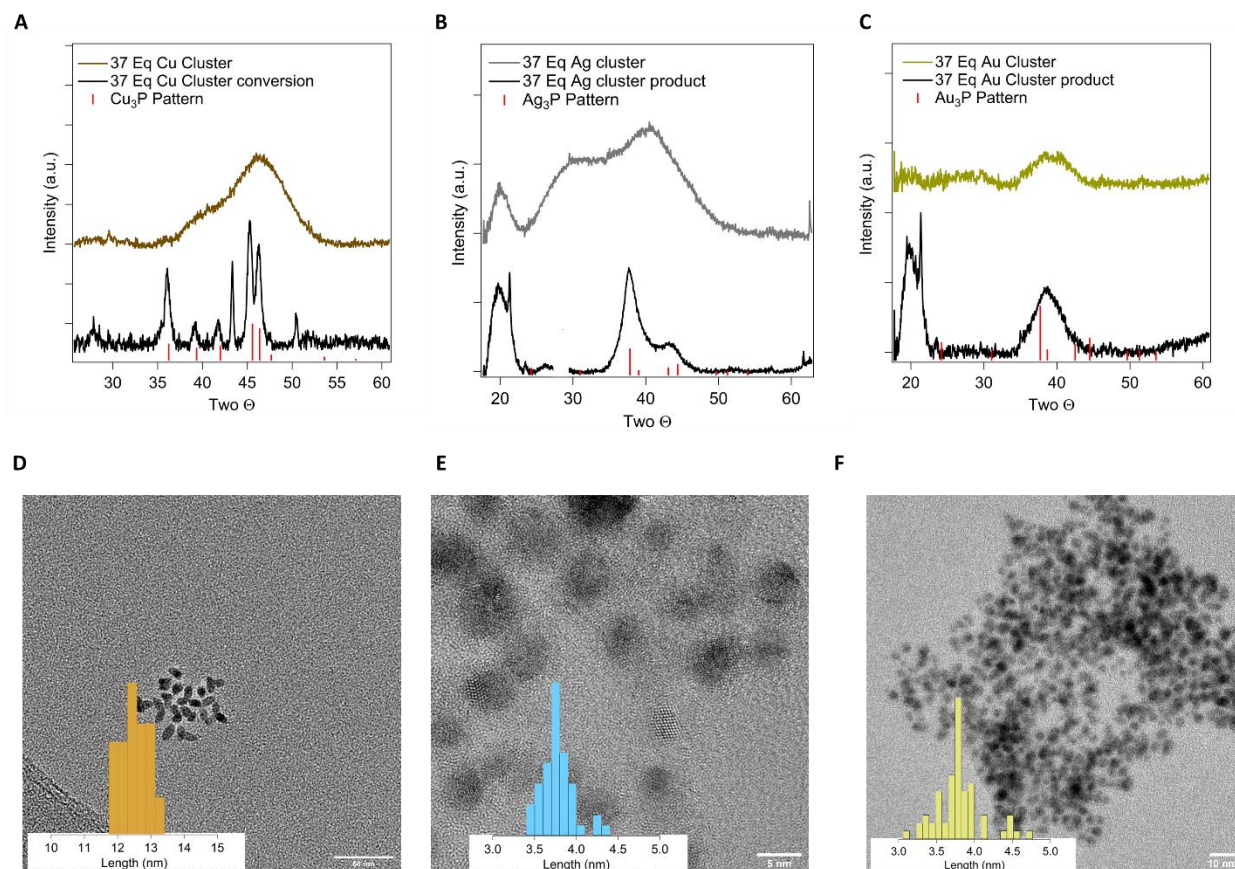 A
37 Eq Cu Cluster
37 Eq Cu Cluster conversion
Cu₃P Pattern
Intensity (a.u.)
30 35 40 45 50 55 60
Two Θ
B
37 Eq Ag cluster
37 Eq Ag cluster product
Ag₃P Pattern
Intensity (a.u.)
20 30 40 50 60
Two Θ
C
37 Eq Au Cluster
37 Eq Au Cluster product
Au₃P Pattern
Intensity (a.u.)
20 30 40 50 60
Two Θ
D
10 11 12 13 14 15
Length (nm)
50 nm
E
3.0 3.5 4.0 4.5 5.0
Length (nm)
5 nm
F
3.0 3.5 4.0 4.5 5.0
Length (nm)
10 nm